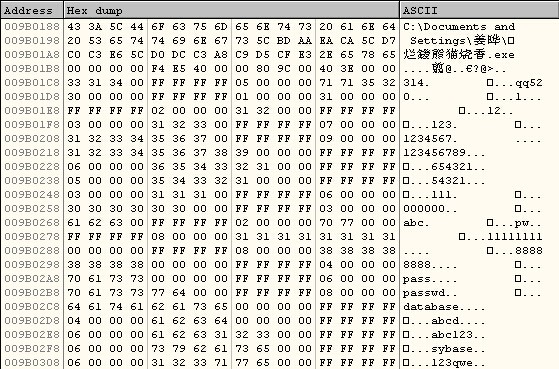 Address Hex dump ASCII
009B0188 43 3A 5C 44 6F 63 75 6D 65 6E 74 73 20 61 6E 64 C:\Documents and
009B0198 20 53 65 74 74 69 6E 67 73 5C BD AA EA CA 5C D7 Settings\姜晔\□
009B01A8 C0 C3 E6 5C D0 DC C3 A8 C9 D5 CF E3 2E 65 78 65 烂 熊猫烧香.exe
009B01B8 00 00 00 00 F4 E5 40 00 00 80 9C 00 40 3E 00 00 .... @..€?@>..
009B01C8 33 31 34 00 FF FF FF FF 05 00 00 00 71 71 35 32 314. □...qq52
009B01D8 30 00 00 00 FF FF FF FF 01 00 00 00 31 00 00 00 0... □...1...
009B01E8 FF FF FF FF 02 00 00 00 31 32 00 00 FF FF FF FF □...12..
009B01F8 03 00 00 00 31 32 33 00 FF FF FF FF 07 00 00 00 □...123. □...
009B0208 31 32 33 34 35 36 37 00 FF FF FF FF 09 00 00 00 1234567. ....
009B0218 31 32 33 34 35 36 37 38 39 00 00 00 FF FF FF FF 123456789...
009B0228 06 00 00 00 36 35 34 33 32 31 00 00 FF FF FF FF □...654321..
009B0238 05 00 00 00 35 34 33 32 31 00 00 00 FF FF FF FF □...54321...
009B0248 03 00 00 00 31 31 31 00 FF FF FF FF 06 00 00 00 □...111. □...
009B0258 30 30 30 30 30 30 00 00 FF FF FF FF 03 00 00 00 000000.. □...
009B0268 61 62 63 00 FF FF FF FF 02 00 00 00 70 77 00 00 abc. □...pw..
009B0278 FF FF FF FF 08 00 00 00 31 31 31 31 31 31 31 31 □...11111111
009B0288 00 00 00 00 FF FF FF FF 08 00 00 00 38 38 38 38 .... □...8888
009B0298 38 38 38 38 00 00 00 00 FF FF FF FF 04 00 00 00 8888.... □...
009B02A8 70 61 73 73 00 00 00 00 FF FF FF FF 06 00 00 00 pass.... □...
009B02B8 70 61 73 73 77 64 00 00 FF FF FF FF 08 00 00 00 passwd.. □...
009B02C8 64 61 74 61 62 61 73 65 00 00 00 00 FF FF FF FF database....
009B02D8 04 00 00 00 61 62 63 64 00 00 00 00 FF FF FF FF □...abcd....
009B02E8 06 00 00 00 61 62 63 31 32 33 00 00 FF FF FF FF □...abc123..
009B02F8 06 00 00 00 73 79 62 61 73 65 00 00 FF FF FF FF □...sybase..
009B0308 06 00 00 00 31 32 33 71 77 65 00 00 FF FF FF FF □...123qwe..